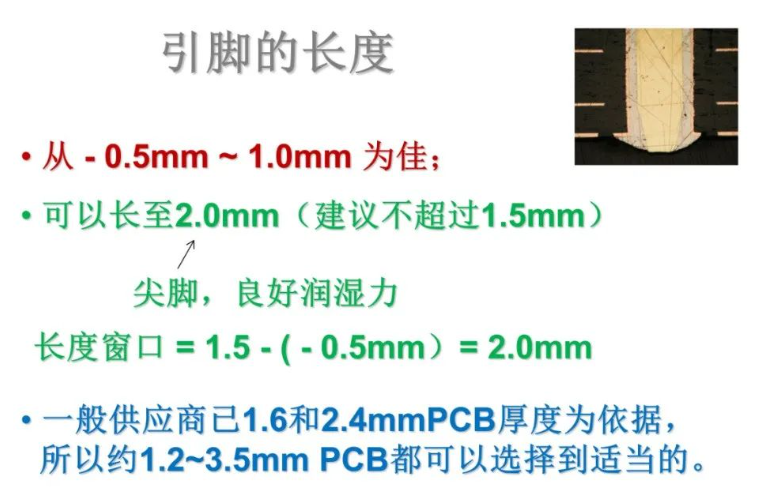 引脚的长度
• 从 - 0.5mm ~ 1.0mm 为佳；
• 可以长至2.0mm（建议不超过1.5mm）
尖脚，良好润湿力
长度窗口 = 1.5 - ( - 0.5mm）= 2.0mm
• 一般供应商已1.6和2.4mmPCB厚度为依据，
所以约1.2~3.5mm PCB都可以选择到适当的。